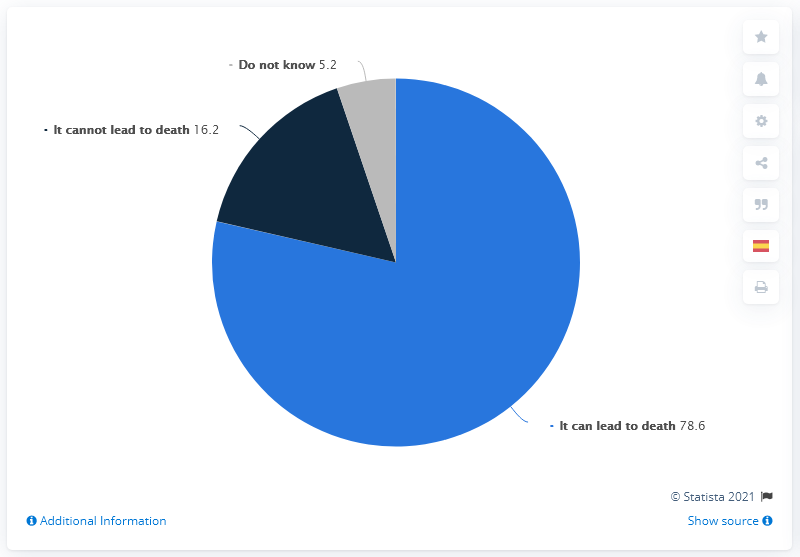 Do not know 5.2
It cannot lead to death 16.2
It can lead to death 78.6
© Statista 2021
Additional Information
Show source